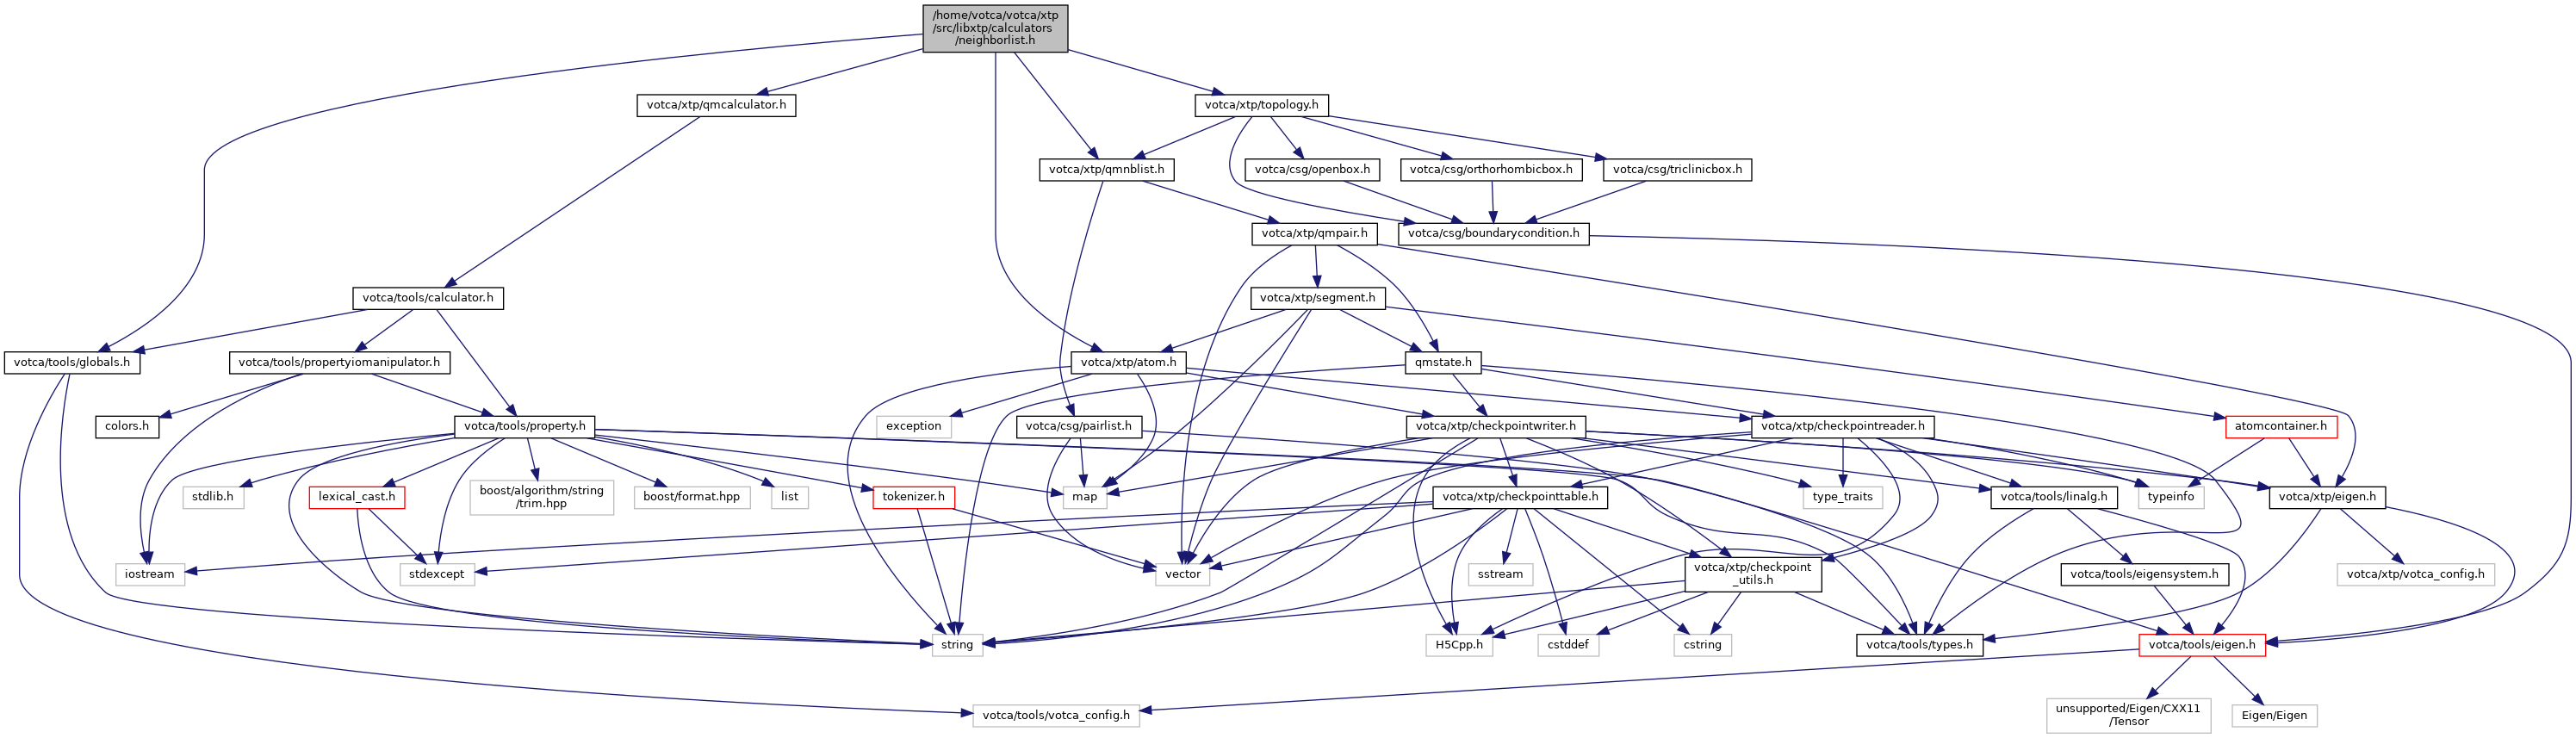 /home/votca/votca/xtp
/src/libxtp/calculators
/neighborlist.h
votca/xtp/qmcalculator.h
votca/xtp/topology.h
votca/xtp/qmnblist.h
votca/csg/openbox.h
votca/csg/orthorhombicbox.h
votca/csg/triclinicbox.h
votca/xtp/qmpair.h
votca/csg/boundarycondition.h
votca/tools/calculator.h
votca/xtp/segment.h
votca/tools/globals.h
votca/tools/propertyiomanipulator.h
votca/xtp/atom.h
qmstate.h
colors.h
votca/tools/property.h
exception
votca/csg/pairlist.h
votca/xtp/checkpointwriter.h
votca/xtp/checkpointreader.h
atomcontainer.h
stdlib.h
lexical_cast.h
boost/algorithm/string
/trim.hpp
boost/format.hpp
list
tokenizer.h
map
votca/xtp/checkpointtable.h
type_traits
votca/tools/linalg.h
typeinfo
votca/xtp/eigen.h
iostream
stdexcept
vector
sstream
votca/xtp/checkpoint
_utils.h
votca/tools/eigensystem.h
votca/xtp/votca_config.h
string
H5Cpp.h
cstddef
cstring
votca/tools/types.h
votca/tools/eigen.h
votca/tools/votca_config.h
unsupported/Eigen/CXX11
/Tensor
Eigen/Eigen